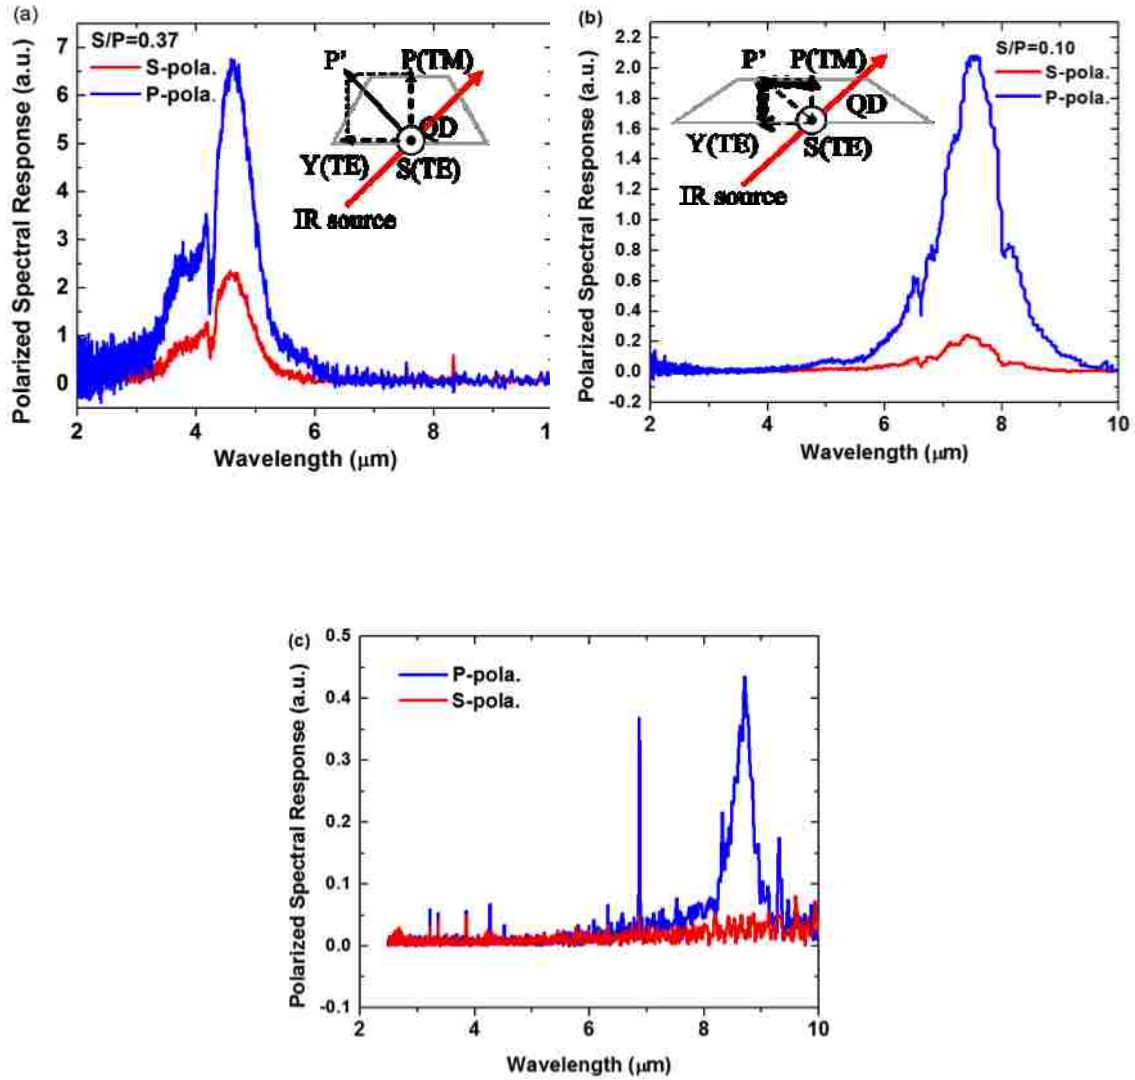 (a)
Polarized Spectral Response (a.u.)
7
6
5
4
3
2
1
0
S/P=0.37
S-pola.
P-pola.
P' P(TM)
QD
Y(TE) S(TE)
IR source
2 4 6 8 1
Wavelength (μm)
(b)
Polarized Spectral Response (a.u.)
2.2
2.0
1.8
1.6
1.4
1.2
1.0
0.8
0.6
0.4
0.2
0.0
-0.2
S/P=0.10
S-pola.
P-pola.
P' P(TM)
QD
Y(TE) S(TE)
IR source
2 4 6 8 10
Wavelength (μm)
(c)
Polarized Spectral Response (a.u.)
0.5
0.4
0.3
0.2
0.1
0.0
-0.1
P-pola.
S-pola.
2 4 6 8 10
Wavelength (μm)